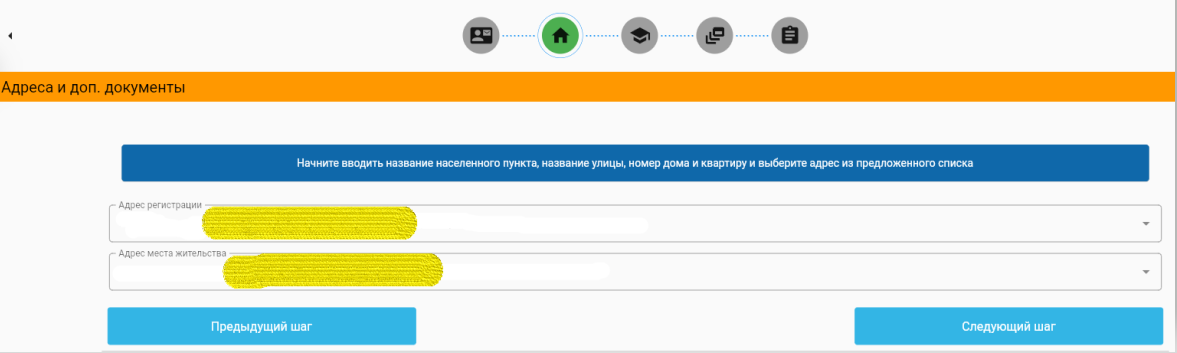 Адреса и доп. документы
Начните вводить название населенного пункта, название улицы, номер дома и квартиру и выберите адрес из предложенного списка
Адрес регистрации
Адрес места жительства
Предыдущий шаг
Следующий шаг